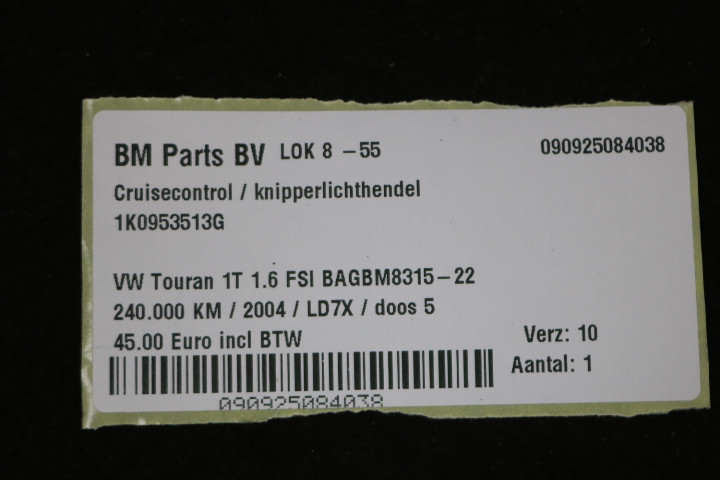 BM Parts BV LOK 8 -55 090925084038
Cruisecontrol / knipperlichthendel
1K0953513G
VW Touran 1T 1.6 FSI BAGBM8315-22
240.000 KM / 2004 / LD7X / doos 5
45.00 Euro incl BTW Verz: 10
Aantal: 1
090925084038